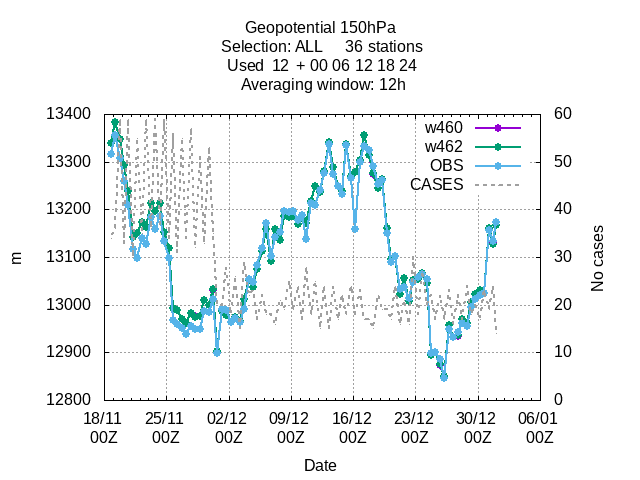 Geopotential 150hPa
Selection: ALL 36 stations
Used 12 + 00 06 12 18 24
Averaging window: 12h
13400
13300
13200
13100
13000
12900
12800
m
60
50
40
30
20
10
0
No cases
w460
w462
OBS
CASES
18/11 25/11 02/12 09/12 16/12 23/12 30/12 06/01
00Z 00Z 00Z 00Z 00Z 00Z 00Z 00Z
Date